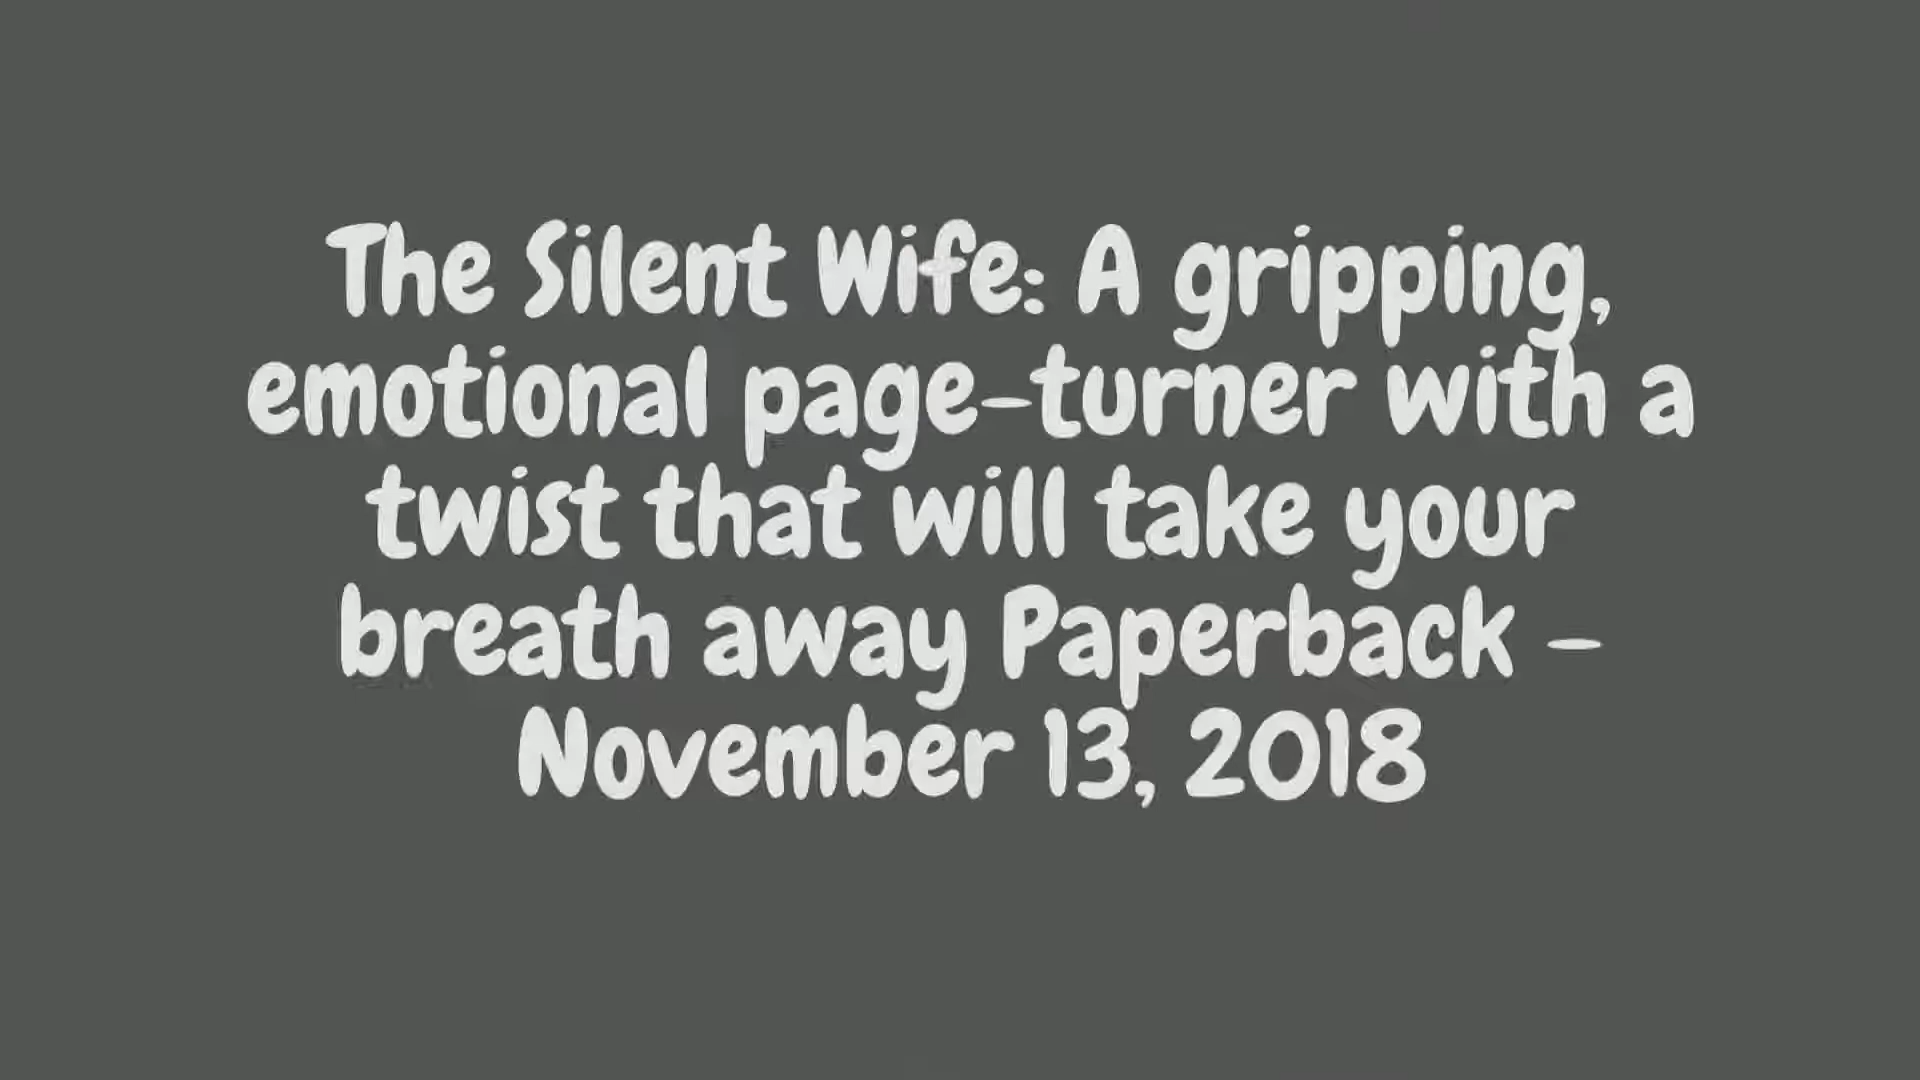 The Silent Wife: A gripping,
emotional page-turner with a
twist that will take your
breath away Paperback –
November 13, 2018